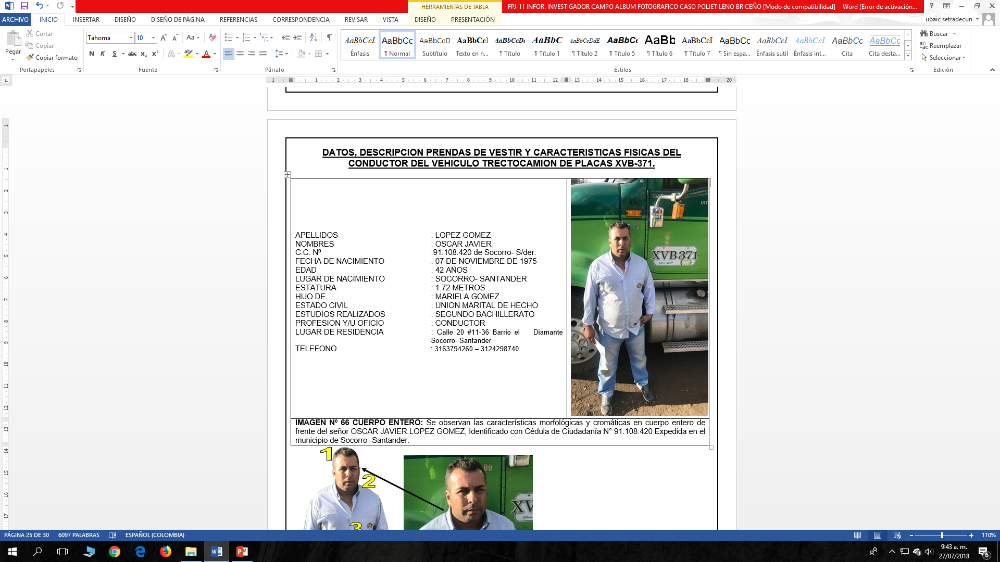 HERRAMIENTAS DE TABLA
FPJ-11 INFOR. INVESTIGADOR CAMPO ALBUM FOTOGRAFICO CASO POLIETILENO BRICEÑO [Modo de compatibilidad] - Word (Error de activación...
ARCHIVO INICIO INSERTAR DISEÑO DISEÑO DE PÁGINA REFERENCIAS CORRESPONDENCIA REVISAR VISTA DISEÑO PRESENTACIÓN ubaic setradecun
Pegar
Cortar
Copiar
Copiar formato
Portapapeles
Tahoma 10
N K S abc x₂ x²
Fuente
Párrafo
AaBbCcL AaBbCc AaBbCcD AaBbCcI AaBbCcDc AaBbC AaBbCcDdE AaBbCc AaBb AaBbCcI AaBbCc AaBbCcL AaBbCcL AaBbCc AaBbCc
Énfasis ¶ Normal Subtítulo Texto en n... ¶ Título ¶ Título 1 ¶ Título 2 ¶ Título 5 ¶ Título 6 ¶ Título 7 ¶ Sin espa... Énfasis sutil Énfasis int... Cita Cita desta...
Estilos
Buscar
Reemplazar
Seleccionar
Edición
1 1 2 3 4 5 6 7 8 9 10 11 12 13 14 15 16 17 18 20
DATOS, DESCRIPCION PRENDAS DE VESTIR Y CARACTERISTICAS FISICAS DEL
CONDUCTOR DEL VEHICULO TRECTOCAMION DE PLACAS XVB-371.
APELLIDOS : LOPEZ GOMEZ
NOMBRES : OSCAR JAVIER
C.C. Nº :91.108.420 de Socorro- S/der.
FECHA DE NACIMIENTO : 07 DE NOVIEMBRE DE 1975
EDAD : 42 AÑOS
LUGAR DE NACIMIENTO : SOCORRO- SANTANDER
ESTATURA : 1.72 METROS
HIJO DE : MARIELA GOMEZ
ESTADO CIVIL : UNION MARITAL DE HECHO
ESTUDIOS REALIZADOS : SEGUNDO BACHILLERATO
PROFESION Y/U OFICIO : CONDUCTOR
LUGAR DE RESIDENCIA : Calle 20 #11-36 Barrio el Diamante
Socorro- Santander
TELEFONO : 3163794260 – 3124298740.
INT
XVB371
IMAGEN Nº 66 CUERPO ENTERO: Se observan las características morfológicas y cromáticas en cuerpo entero de
frente del señor OSCAR JAVIER LOPEZ GOMEZ, Identificado con Cédula de Ciudadanía N° 91.108.420 Expedida en el
municipio de Socorro- Santander.
1
2
3
XV
PÁGINA 25 DE 30 6097 PALABRAS ESPAÑOL (COLOMBIA) 110%
9:43 a. m.
27/07/2018
6